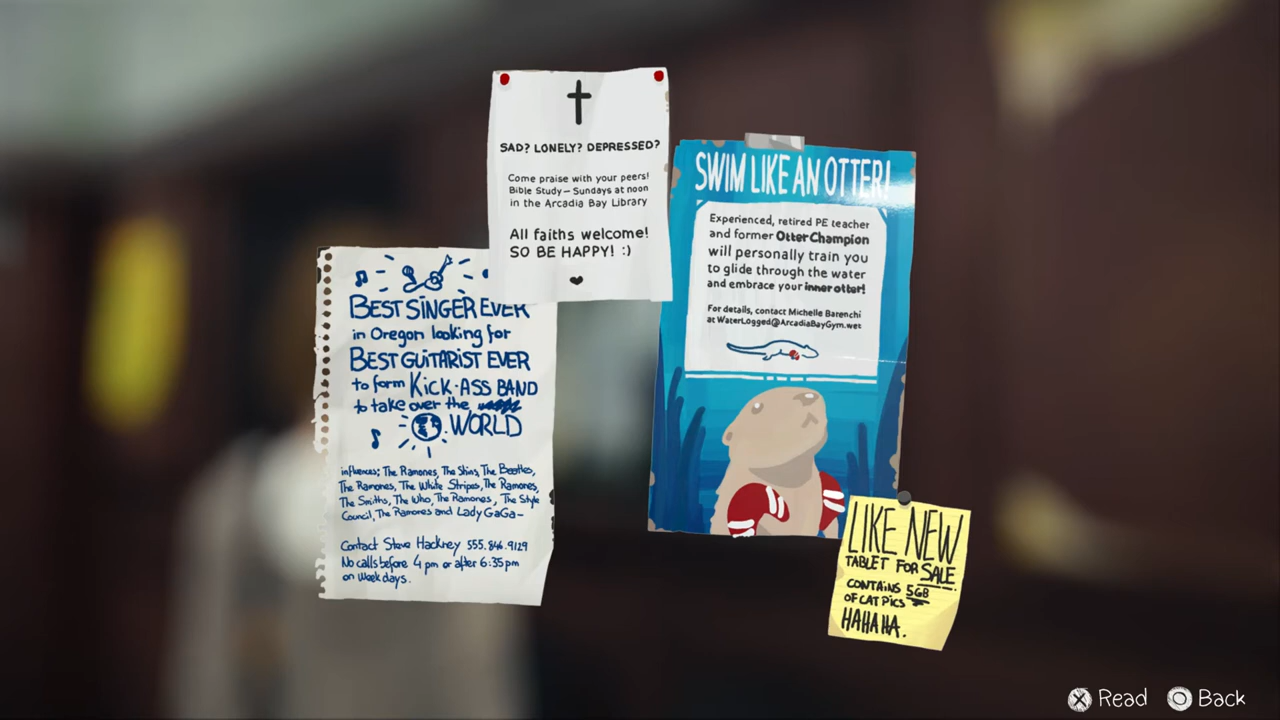 SAD? LONELY? DEPRESSED?
Come praise with your peers!
Bible Study – Sundays at noon
in the Arcadia Bay Library
All faiths welcome!
SO BE HAPPY! :)
SWIM LIKE AN OTTER!
Experienced, retired PE teacher
and former Otter Champion
will personally train you
to glide through the water
and embrace your inner otter!
For details, contact Michelle Barenchi
at WaterLogged@ArcadiaBayGym.wet
BEST SINGER EVER
in Oregon looking for
BEST GUITARIST EVER
to form KICK-ASS BAND
to take over the
WORLD
influences: The Ramones, The Shins, The Beatles,
The Ramones, The White Stripes, The Ramones,
The Smiths, The Who, The Ramones, The Style
Council, The Ramones and Lady GaGa-
Contact Steve Hackney 555.846.9129
No calls before 4 pm or after 6:35 pm
on weekdays.
LIKE NEW
TABLET FOR SALE
CONTAINS 5GB
OF CAT PICS
HAHAHA.
Read
Back